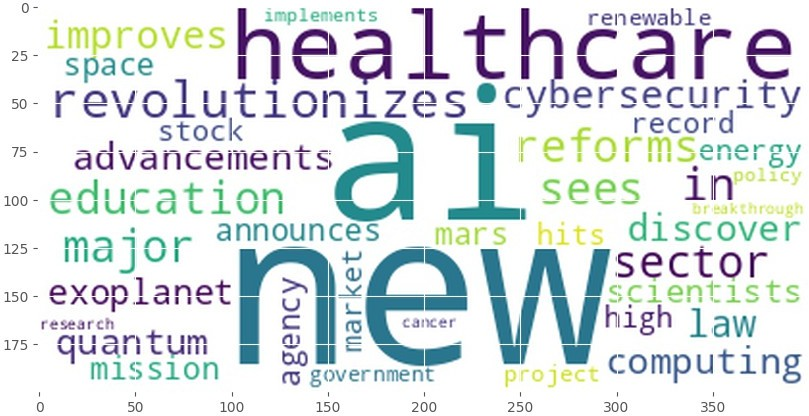 0
implements
renewable
improves
healthcare
25
space
50
revolutionizes
cybersecurity
stock
record
ai
75
advancements
reforms
energy
100
education
sees
in
policy
breakthrough
announces
mars
hits
discover
125
major
new
sector
150
exoplanet
agency
market
scientists
research
cancer
high
law
175
quantum
mission
government
project
computing
0 50 100 150 200 250 300 350